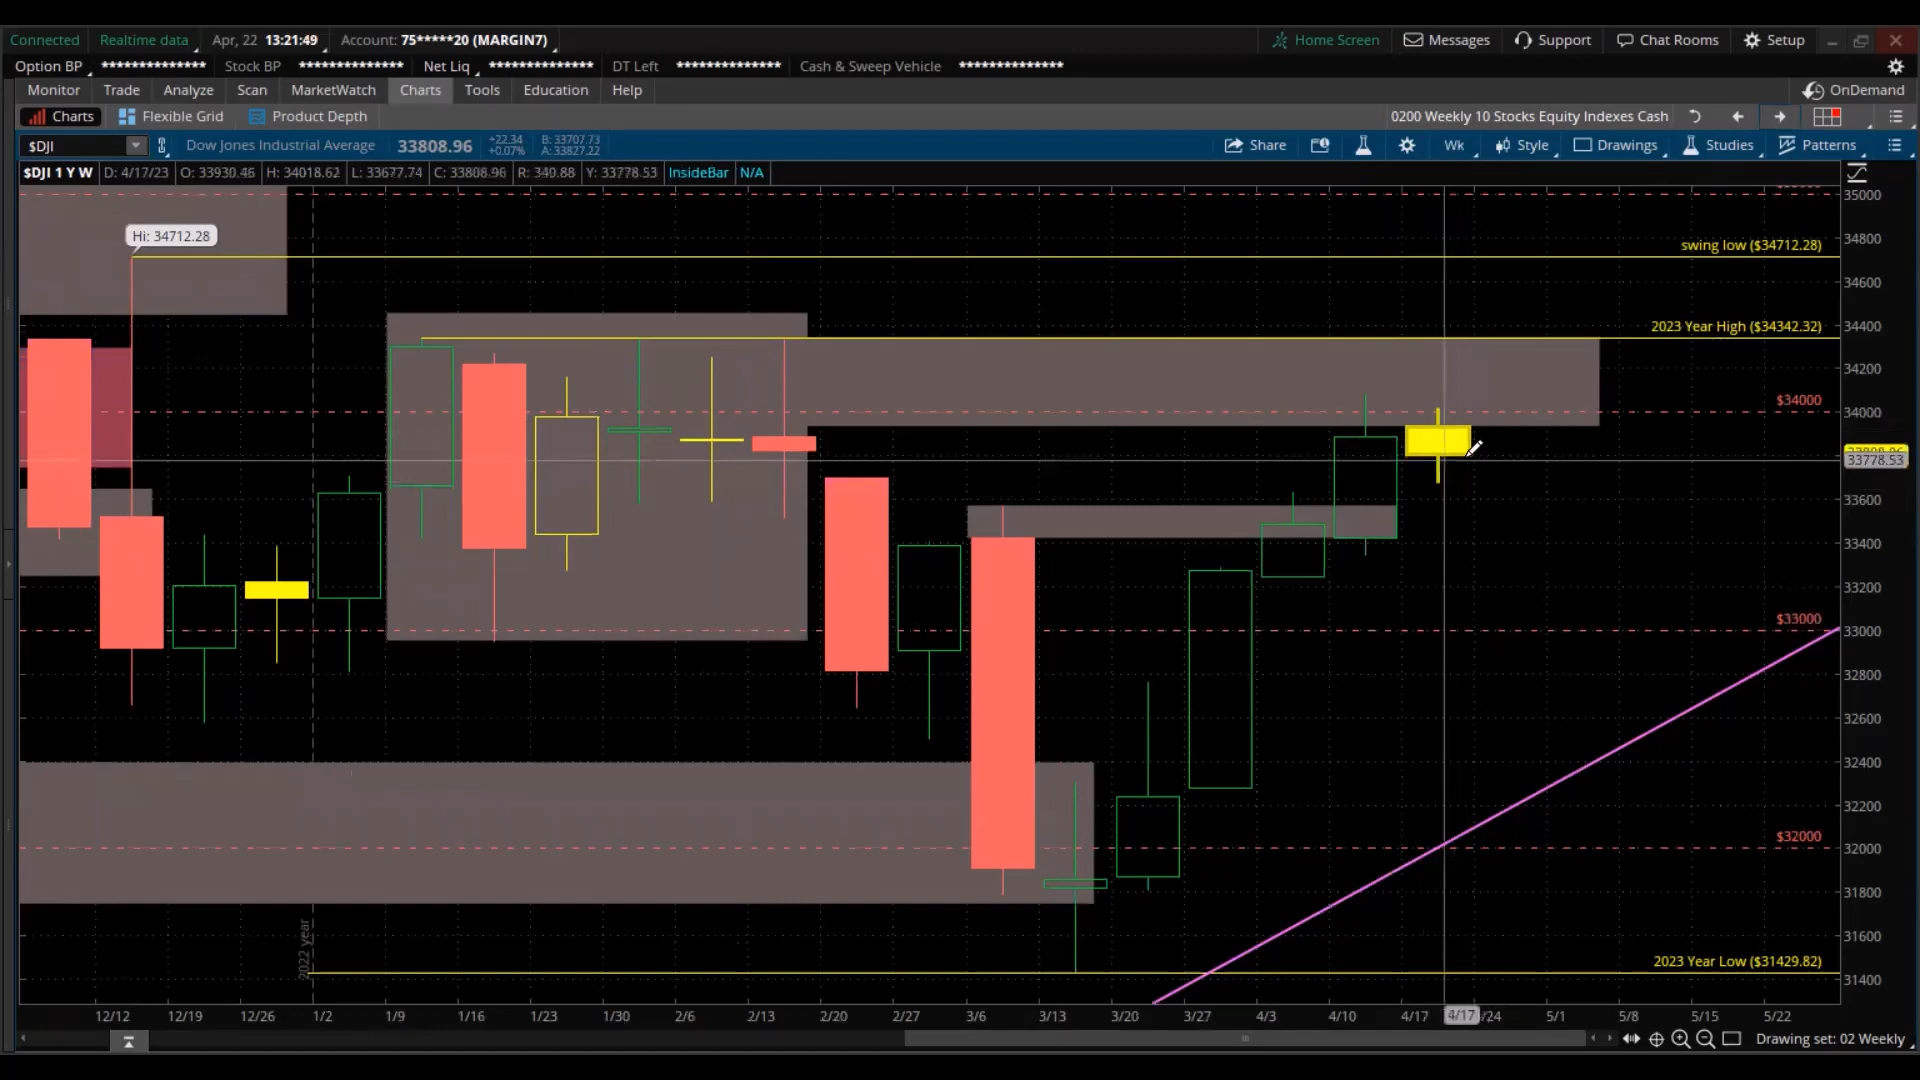 Connected Realtime data Apr, 22 13:21:49 Account: 75*****20 (MARGIN7) Home Screen Messages Support Chat Rooms Setup
Option BP ************** Stock BP ************** Net Liq ************** DT Left ************** Cash & Sweep Vehicle **************
Monitor Trade Analyze Scan MarketWatch Charts Tools Education Help OnDemand
Charts Flexible Grid Product Depth 0200 Weekly 10 Stocks Equity Indexes Cash
$DJI Dow Jones Industrial Average 33808.96 +22.34 +0.07% B: 33707.73 A: 33827.22 Share Wk Style Drawings Studies Patterns
$DJI 1 Y W D: 4/17/23 O: 33930.46 H: 34018.62 L: 33677.74 C: 33808.96 R: 340.88 Y: 33778.53 InsideBar N/A
35000
Hi: 34712.28
34800
swing low ($34712.28)
34600
2023 Year High ($34342.32)
34400
34200
$34000
34000
33778.53
33600
33400
33200
$33000
33000
32800
32600
32400
32200
$32000
32000
31800
31600
2022 year
2023 Year Low ($31429.82)
31400
12/12 12/19 12/26 1/2 1/9 1/16 1/23 1/30 2/6 2/13 2/20 2/27 3/6 3/13 3/20 3/27 4/3 4/10 4/17 4/17 /24 5/1 5/8 5/15 5/22
Drawing set: 02 Weekly